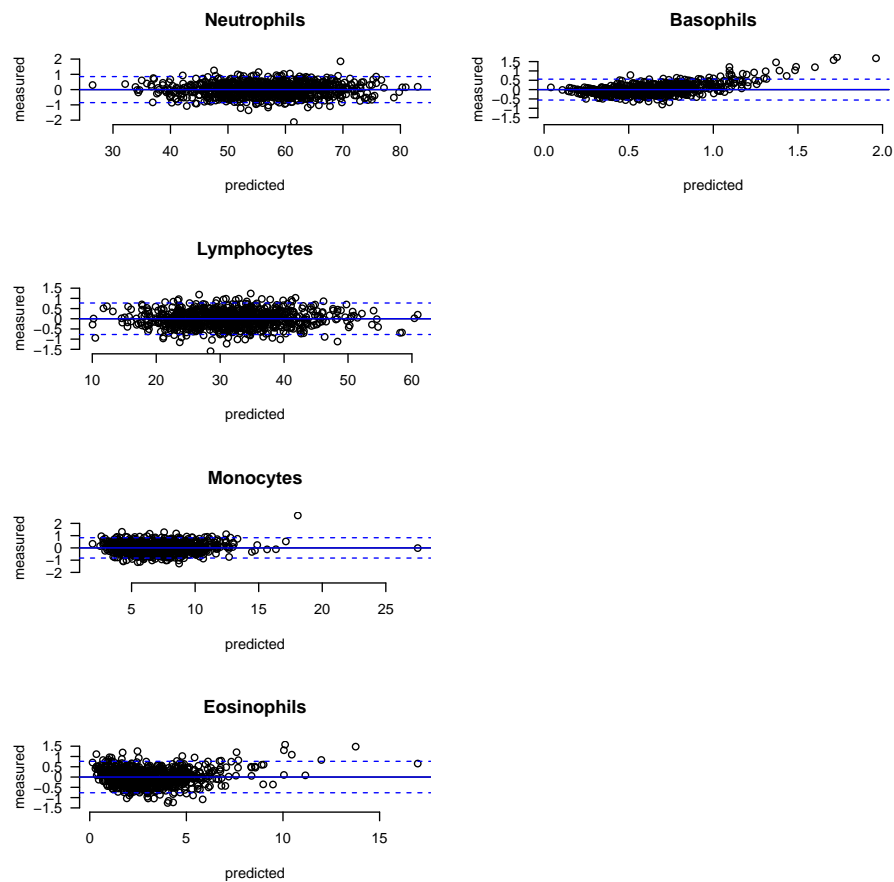 Neutrophils
measured
2
1
0
−1
−2
30 40 50 60 70 80
predicted
Basophils
measured
1.5
1
0.5
0
−0.5
−1
−1.5
0.0 0.5 1.0 1.5 2.0
predicted
Lymphocytes
measured
1.5
1
0.5
0
−0.5
−1
−1.5
10 20 30 40 50 60
predicted
Monocytes
measured
2
1
0
−1
−2
5 10 15 20 25
predicted
Eosinophils
measured
1.5
1
0.5
0
−0.5
−1
−1.5
0 5 10 15
predicted